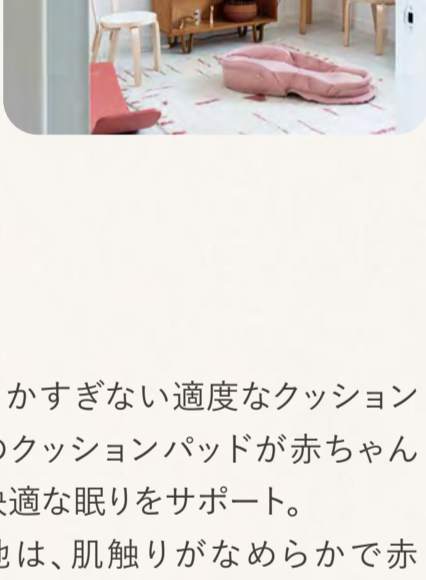 かすぎない適度なクッション
のクッションパッドが赤ちゃん
快適な眠りをサポート。
地は、肌触りがなめらかで赤